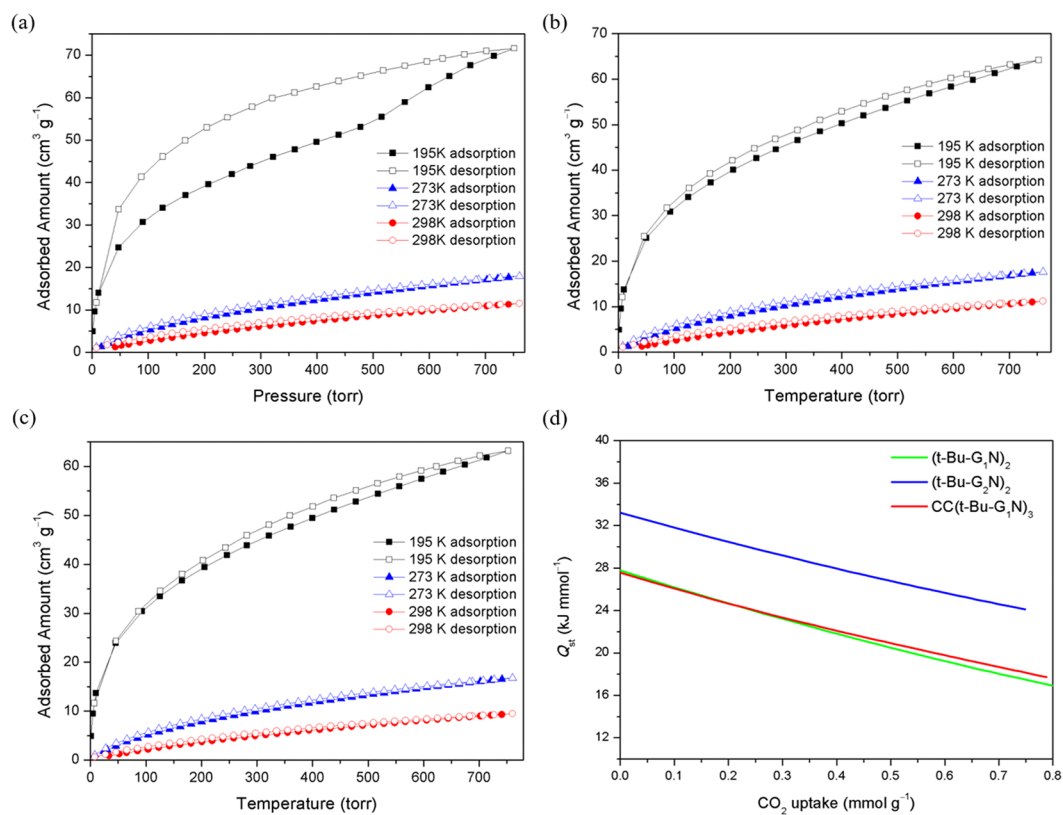 (a)
70
60
50
40
30
20
10
0
Adsorbed Amount (cm³ g⁻¹)
195K adsorption
195K desorption
273K adsorption
273K desorption
298K adsorption
298K desorption
0 100 200 300 400 500 600 700
Pressure (torr)
(b)
70
60
50
40
30
20
10
0
Adsorbed Amount (cm³ g⁻¹)
195 K adsorption
195 K desorption
273 K adsorption
273 K desorption
298 K adsorption
298 K desorption
0 100 200 300 400 500 600 700
Temperature (torr)
(c)
60
50
40
30
20
10
0
Adsorbed Amount (cm³ g⁻¹)
195 K adsorption
195 K desorption
273 K adsorption
273 K desorption
298 K adsorption
298 K desorption
0 100 200 300 400 500 600 700
Temperature (torr)
(d)
40
36
32
28
24
20
16
12
Qst (kJ mmol⁻¹)
(t-Bu-G₁N)₂
(t-Bu-G₂N)₂
CC(t-Bu-G₁N)₃
0.0 0.1 0.2 0.3 0.4 0.5 0.6 0.7 0.8
CO₂ uptake (mmol g⁻¹)